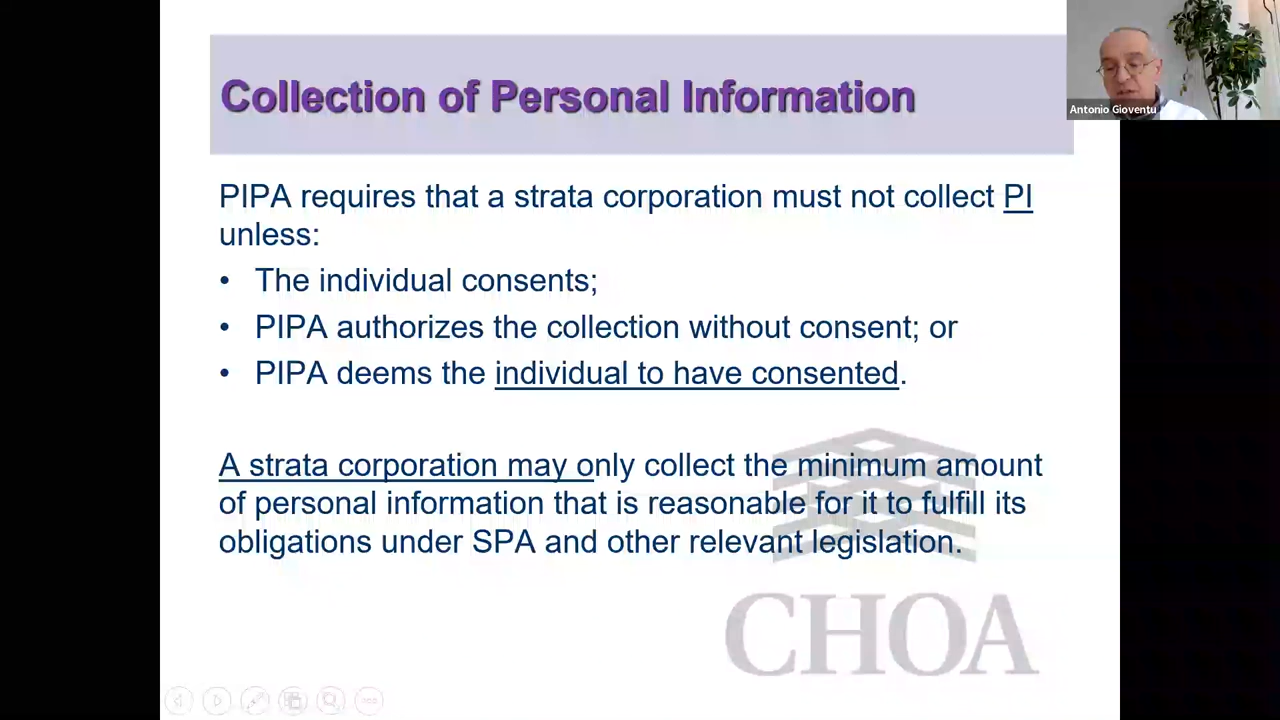 Collection of Personal Information
Antonio Gioventu
PIPA requires that a strata corporation must not collect PI
unless:
• The individual consents;
• PIPA authorizes the collection without consent; or
• PIPA deems the individual to have consented.
A strata corporation may only collect the minimum amount
of personal information that is reasonable for it to fulfill its
obligations under SPA and other relevant legislation.
CHOA